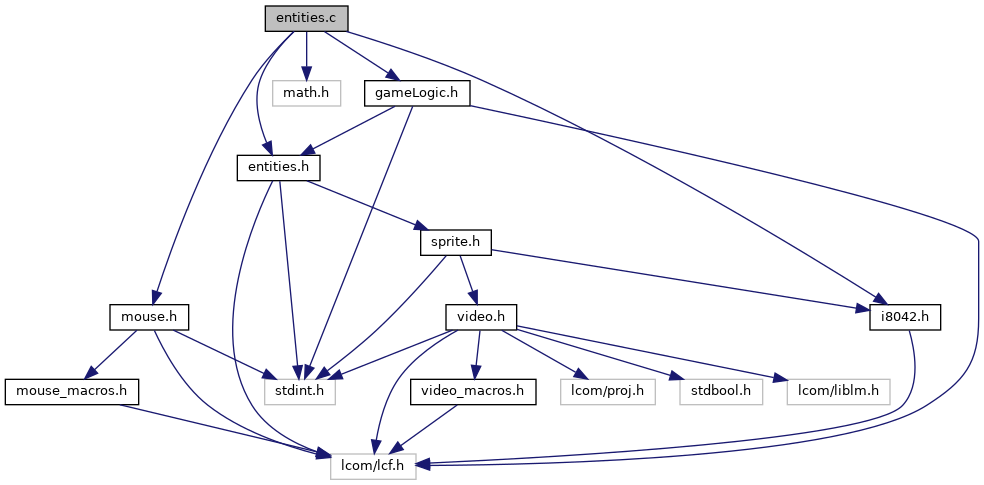 entities.c
math.h
gameLogic.h
entities.h
sprite.h
mouse.h
video.h
i8042.h
mouse_macros.h
stdint.h
video_macros.h
lcom/proj.h
stdbool.h
lcom/liblm.h
lcom/lcf.h